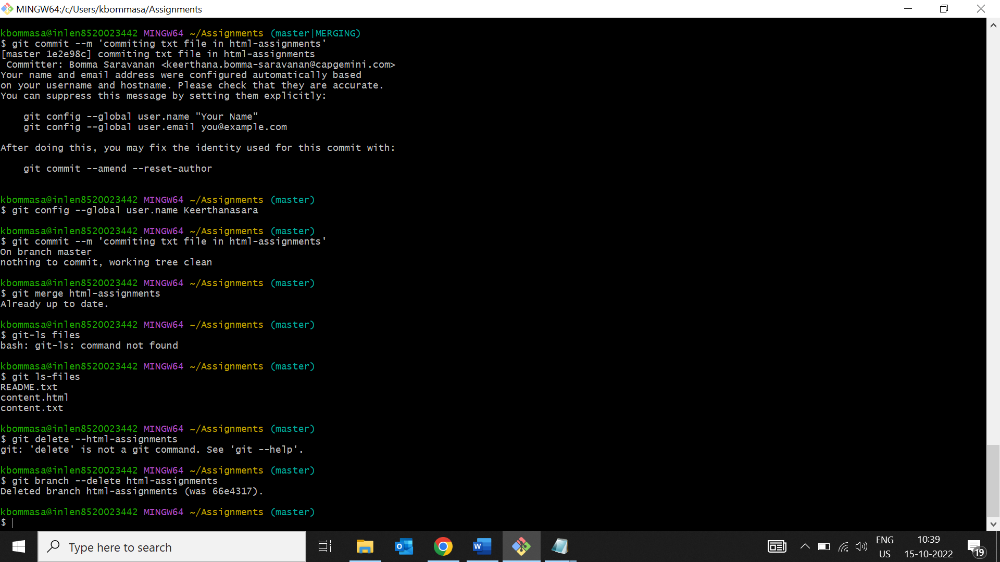 MINGW64:/c/Users/kbommasa/Assignments
kbommasa@inlen8520023442 MINGW64 ~/Assignments (master|MERGING)
$ git commit --m 'commiting txt file in html-assignments'
[master 1e2e98c] commiting txt file in html-assignments
 Committer: Bomma Saravanan <keerthana.bomma-saravanan@capgemini.com>
Your name and email address were configured automatically based
on your username and hostname. Please check that they are accurate.
You can suppress this message by setting them explicitly:
    git config --global user.name "Your Name"
    git config --global user.email you@example.com
After doing this, you may fix the identity used for this commit with:
    git commit --amend --reset-author
kbommasa@inlen8520023442 MINGW64 ~/Assignments (master)
$ git config --global user.name Keerthanasara
kbommasa@inlen8520023442 MINGW64 ~/Assignments (master)
$ git commit --m 'commiting txt file in html-assignments'
On branch master
nothing to commit, working tree clean
kbommasa@inlen8520023442 MINGW64 ~/Assignments (master)
$ git merge html-assignments
Already up to date.
kbommasa@inlen8520023442 MINGW64 ~/Assignments (master)
$ git-ls files
bash: git-ls: command not found
kbommasa@inlen8520023442 MINGW64 ~/Assignments (master)
$ git ls-files
README.txt
content.html
content.txt
kbommasa@inlen8520023442 MINGW64 ~/Assignments (master)
$ git delete --html-assignments
git: 'delete' is not a git command. See 'git --help'.
kbommasa@inlen8520023442 MINGW64 ~/Assignments (master)
$ git branch --delete html-assignments
Deleted branch html-assignments (was 66e4317).
kbommasa@inlen8520023442 MINGW64 ~/Assignments (master)
$
Type here to search
ENG
US
10:39
15-10-2022
19